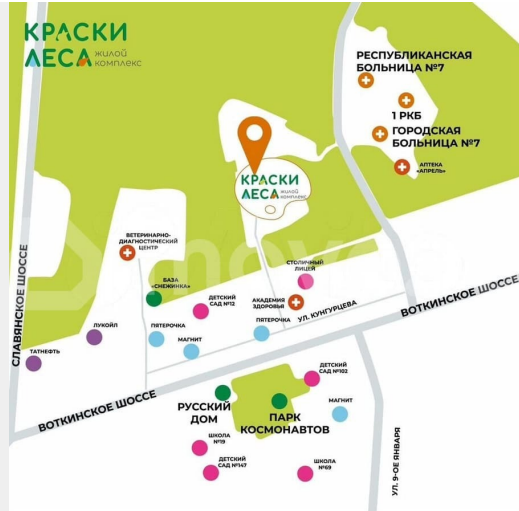 КРАСКИ
ЛЕСА жилой
комплекс
РЕСПУБЛИКАНСКАЯ
БОЛЬНИЦА №7
1 РКБ
ГОРОДСКАЯ
БОЛЬНИЦА №7
АПТЕКА
«АПРЕЛЬ»
КРАСКИ
ЛЕСА жилой
комплекс
ВЕТЕРИНАРНО-
ДИАГНОСТИЧЕСКИЙ
ЦЕНТР
СТОЛИЧНЫЙ
ЛИЦЕЙ
БАЗА
«СНЕЖИНКА»
ДЕТСКИЙ
САД №12
АКАДЕМИЯ
ЗДОРОВЬЯ
УЛ. КУНГУРЦЕВА
ВОТКИНСКОЕ ШОССЕ
СЛАВЯНСКОЕ ШОССЕ
ЛУКОЙЛ
ПЯТЕРОЧКА
ПЯТЕРОЧКА
МАГНИТ
ТАТНЕФТЬ
ДЕТСКИЙ
САД №102
ВОТКИНСКОЕ ШОССЕ
РУССКИЙ
ДОМ
ПАРК
КОСМОНАВТОВ
МАГНИТ
ШКОЛА
№19
ДЕТСКИЙ
САД №147
ШКОЛА
№69
УЛ. 9-ОЕ ЯНВАРЯ